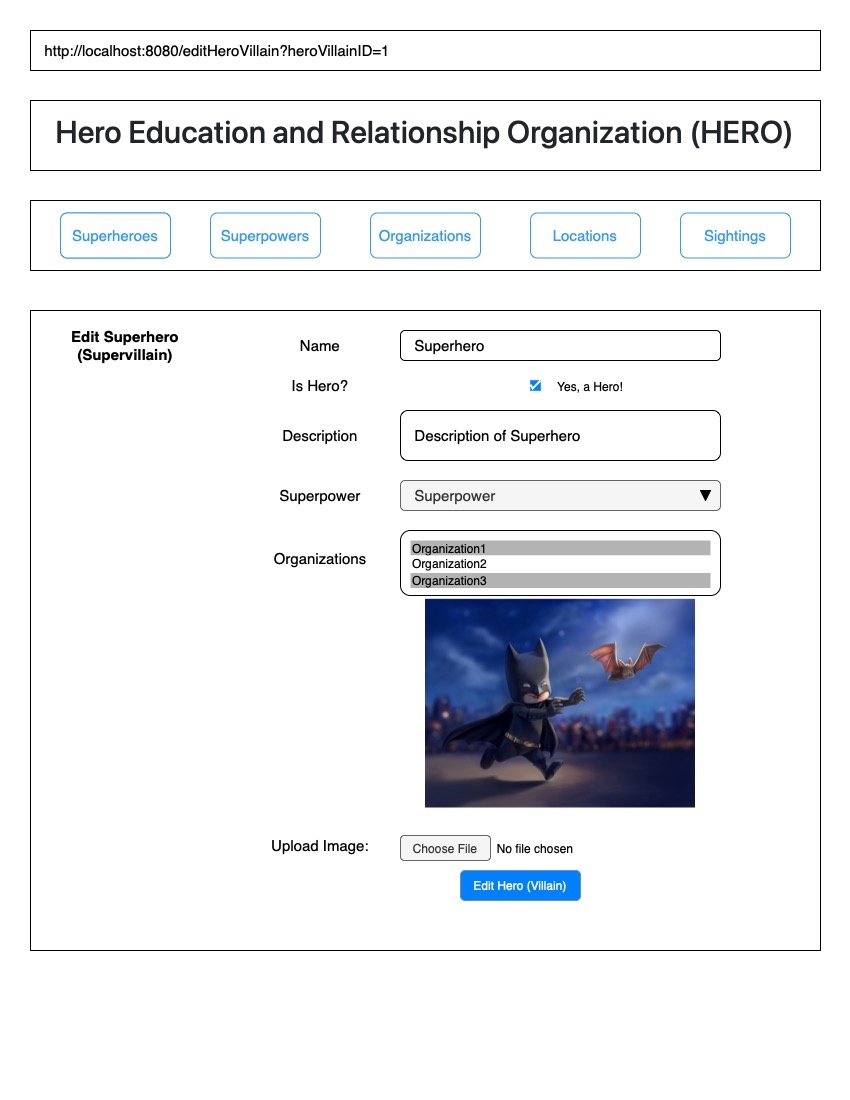 http://localhost:8080/editHeroVillain?heroVillainID=1
Hero Education and Relationship Organization (HERO)
Superheroes
Superpowers
Organizations
Locations
Sightings
Edit Superhero
(Supervillain)
Name
Superhero
Is Hero?
Yes, a Hero!
Description
Description of Superhero
Superpower
Superpower
Organizations
Organization1
Organization2
Organization3
Upload Image:
Choose File
No file chosen
Edit Hero (Villain)